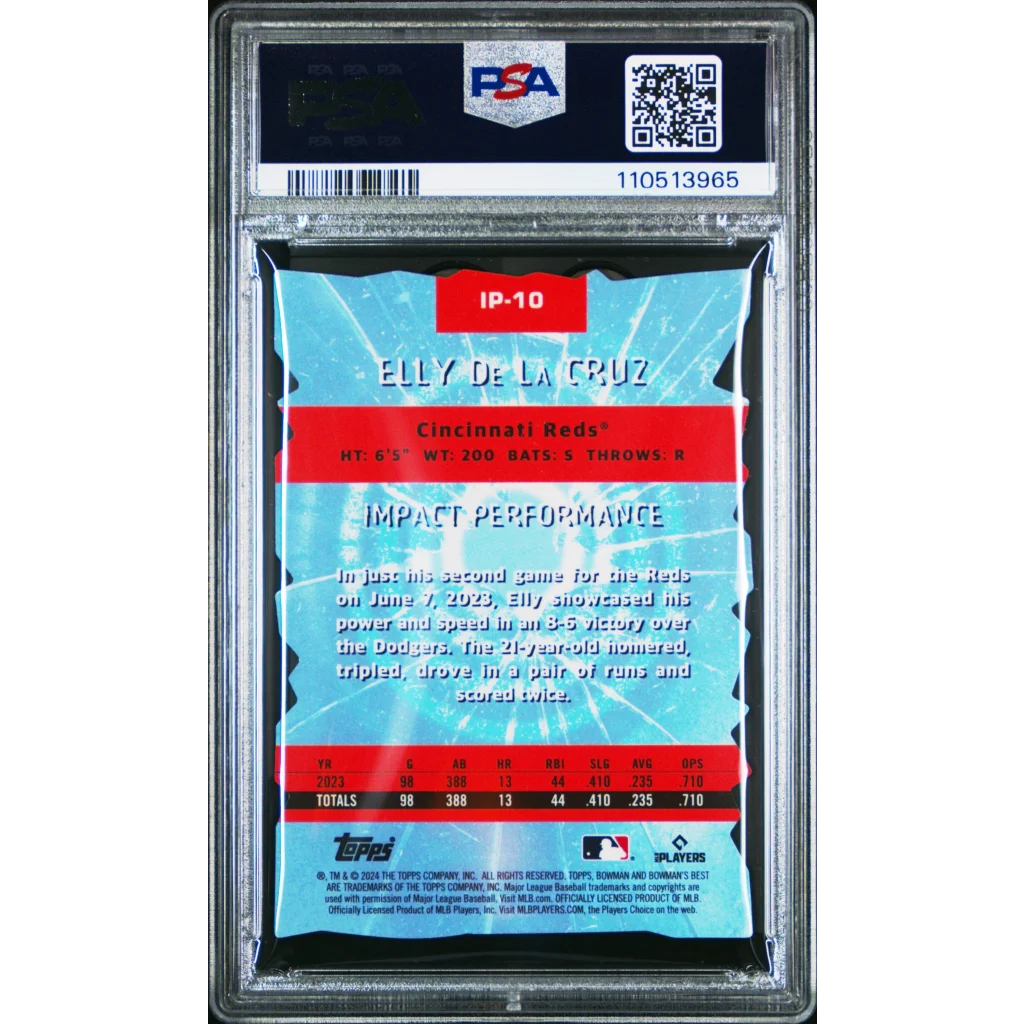 PSA PSA PSA
PSA
PSA PSA PSA
PSA
110513965
IP-10
ELLY DE LA CRUZ
Cincinnati Reds®
HT: 6'5" WT: 200 BATS: S THROWS: R
IMPACT PERFORMANCE
In just his second game for the Reds
on June 7, 2023, Elly showcased his
power and speed in an 8-6 victory over
the Dodgers. The 21-year-old homered,
tripled, drove in a pair of runs and
scored twice.
YR G AB HR RBI SLG AVG OPS
2023 98 388 13 44 .410 .235 .710
TOTALS 98 388 13 44 .410 .235 .710
Topps
MLB PLAYERS
®, TM & © 2024 THE TOPPS COMPANY, INC. ALL RIGHTS RESERVED. TOPPS, BOWMAN AND BOWMAN'S BEST
ARE TRADEMARKS OF THE TOPPS COMPANY, INC. Major League Baseball trademarks and copyrights are
used with permission of Major League Baseball. Visit MLB.com. OFFICIALLY LICENSED PRODUCT OF MLB
Officially Licensed Product of MLB Players, Inc. Visit MLBPLAYERS.COM, the Players Choice on the web.